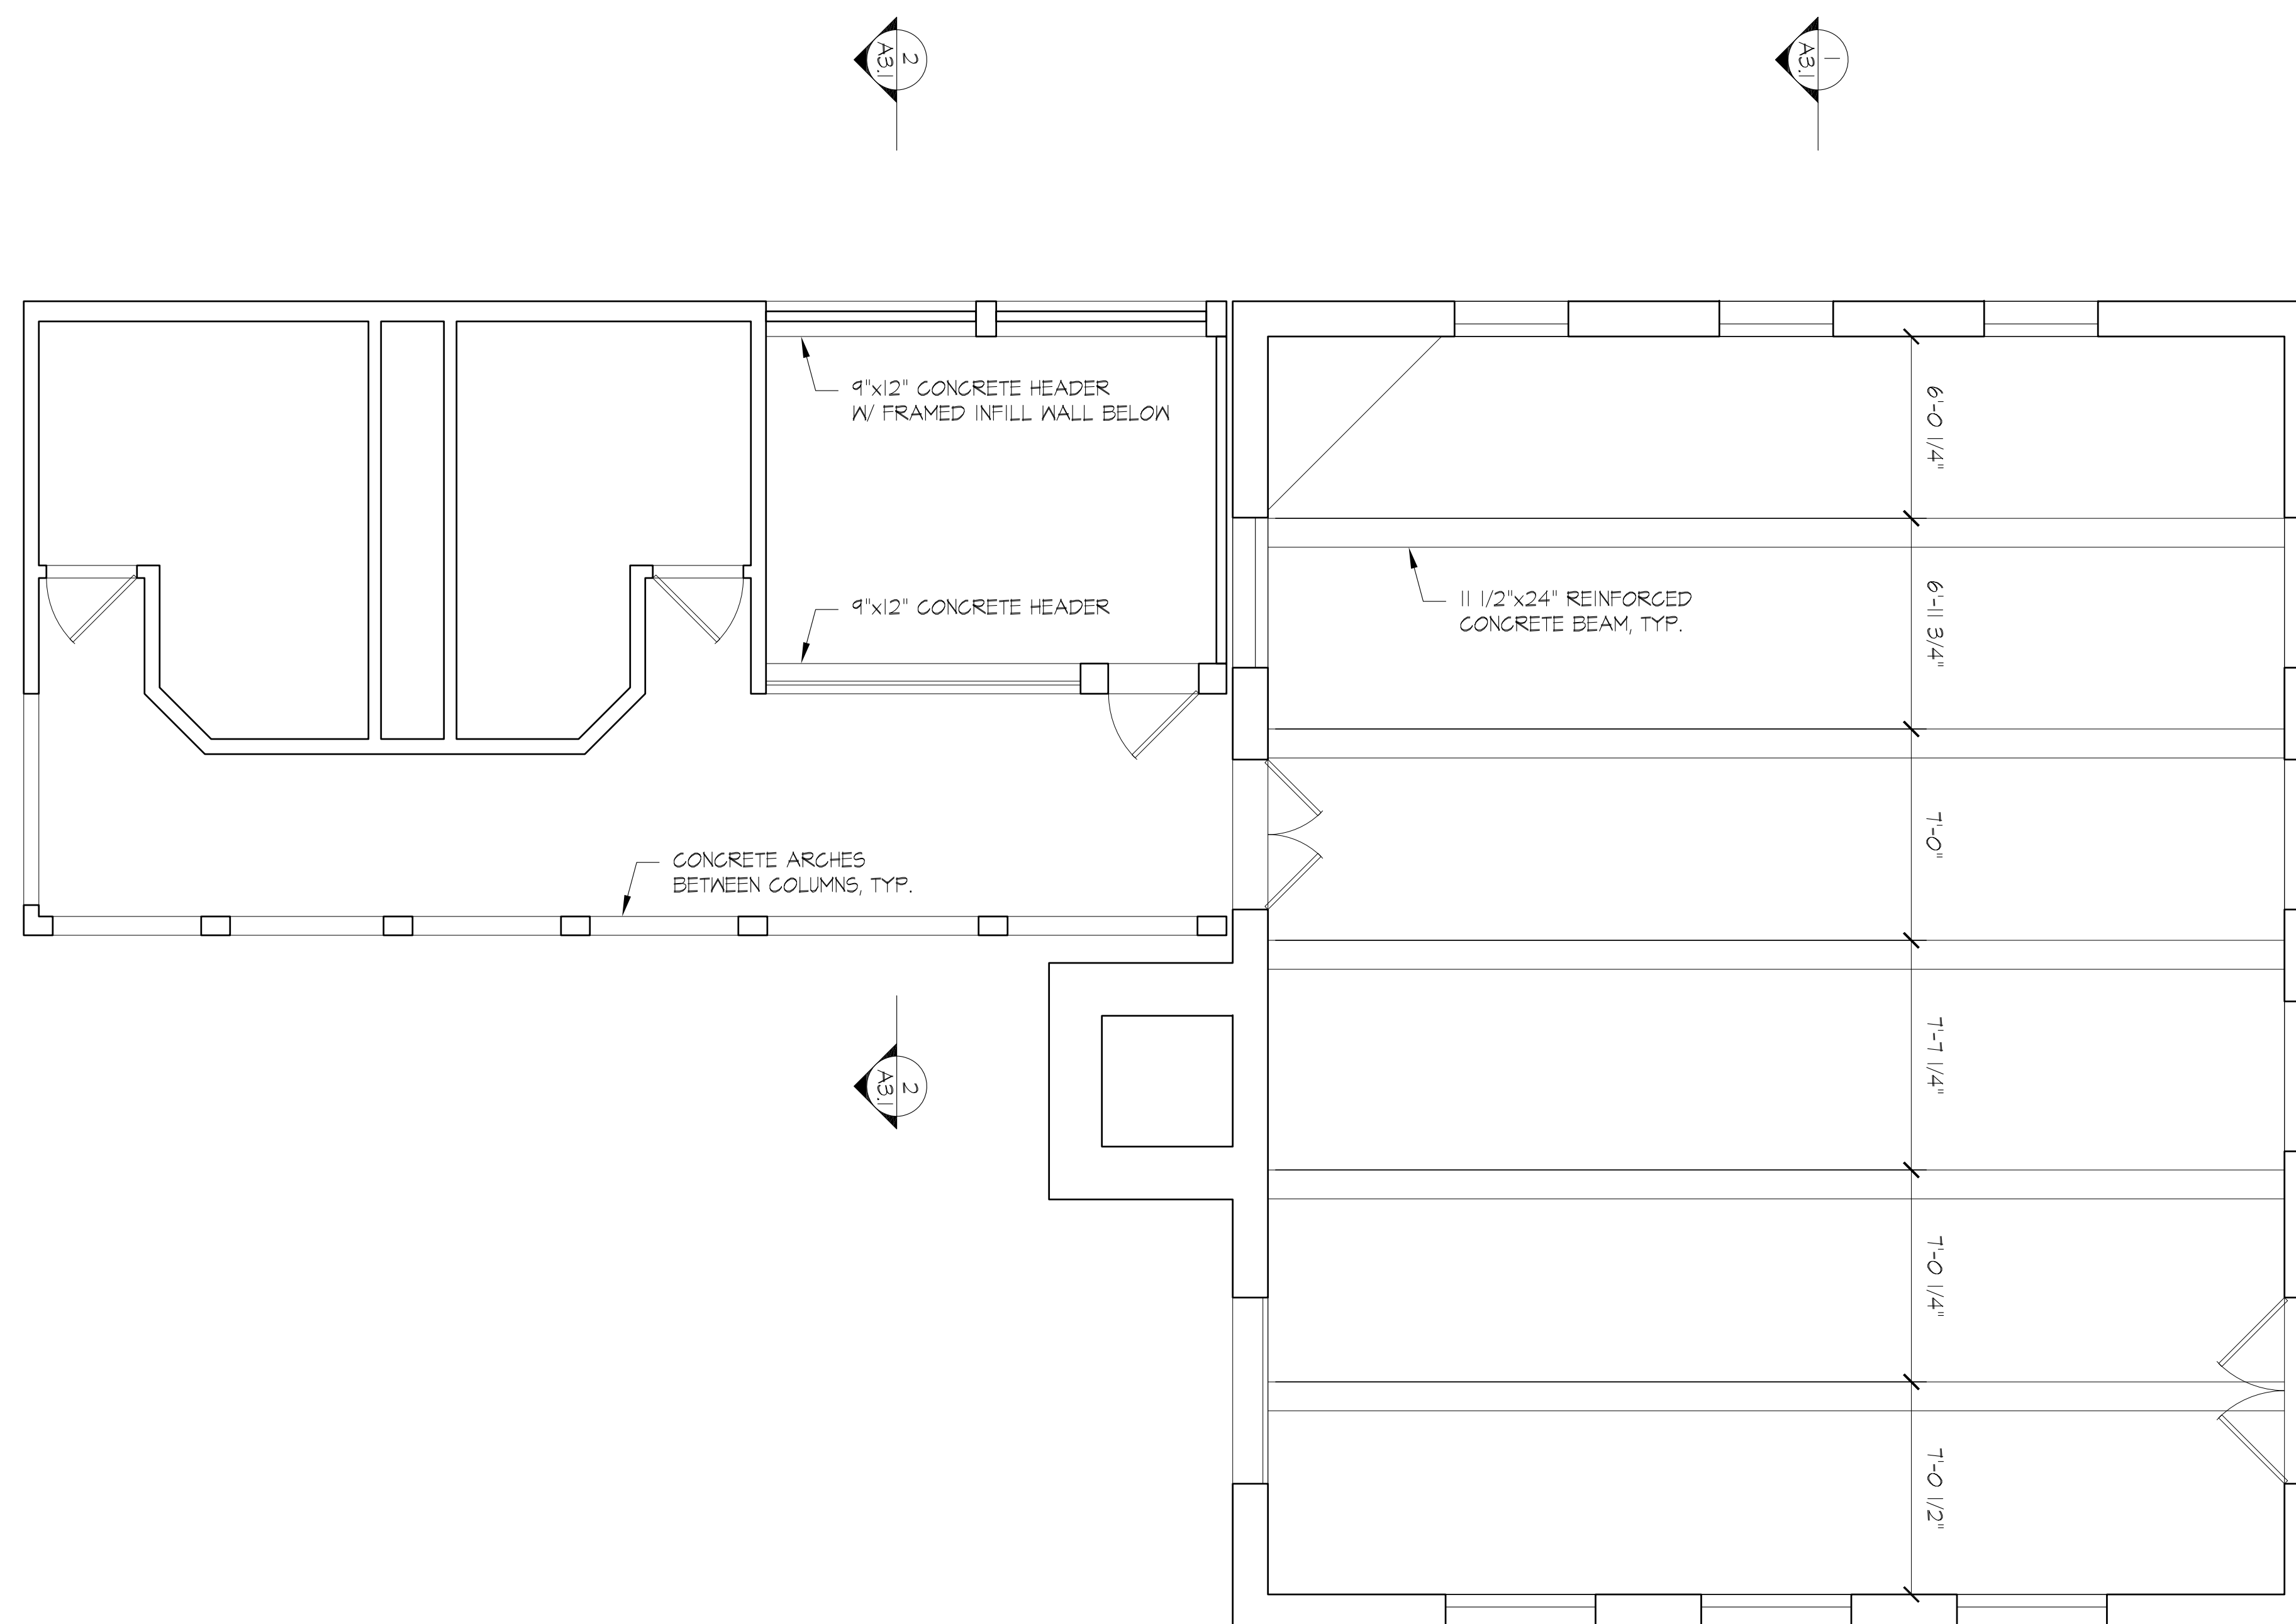 2
A3.1
1
A3.1
9"x12" CONCRETE HEADER
W/ FRAMED INFILL WALL BELOW
6'-0 1/4"
11 1/2"x24" REINFORCED
CONCRETE BEAM, TYP.
9"x12" CONCRETE HEADER
6'-11 3/4"
7'-0"
CONCRETE ARCHES
BETWEEN COLUMNS, TYP.
2
A3.1
7'-7 1/4"
7'-0 1/4"
7'-0 1/2"